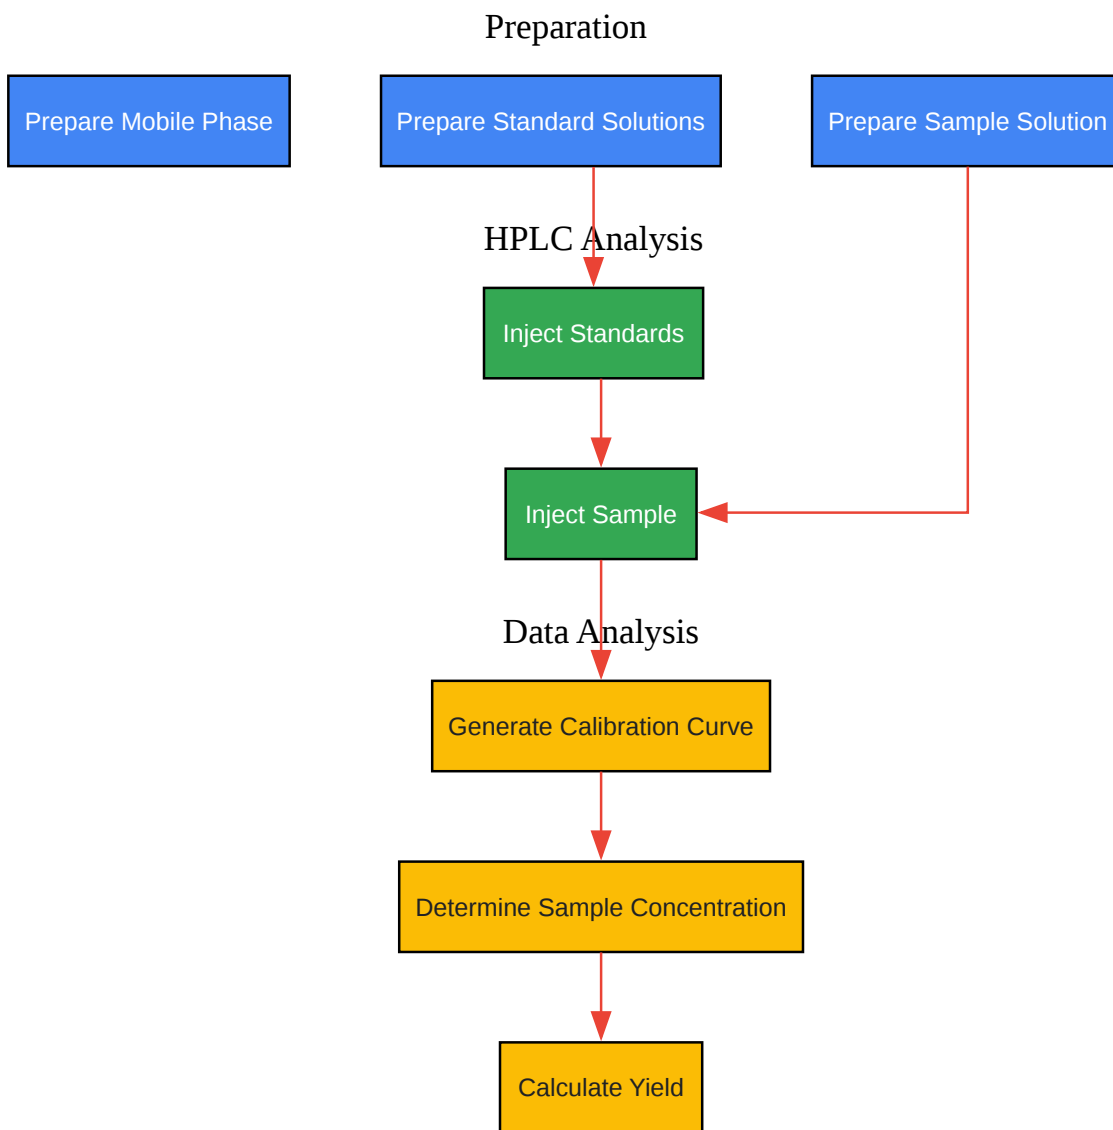 Preparation
Prepare Mobile Phase
Prepare Standard Solutions
Prepare Sample Solution
HPLC Analysis
Inject Standards
Inject Sample
Data Analysis
Generate Calibration Curve
Determine Sample Concentration
Calculate Yield